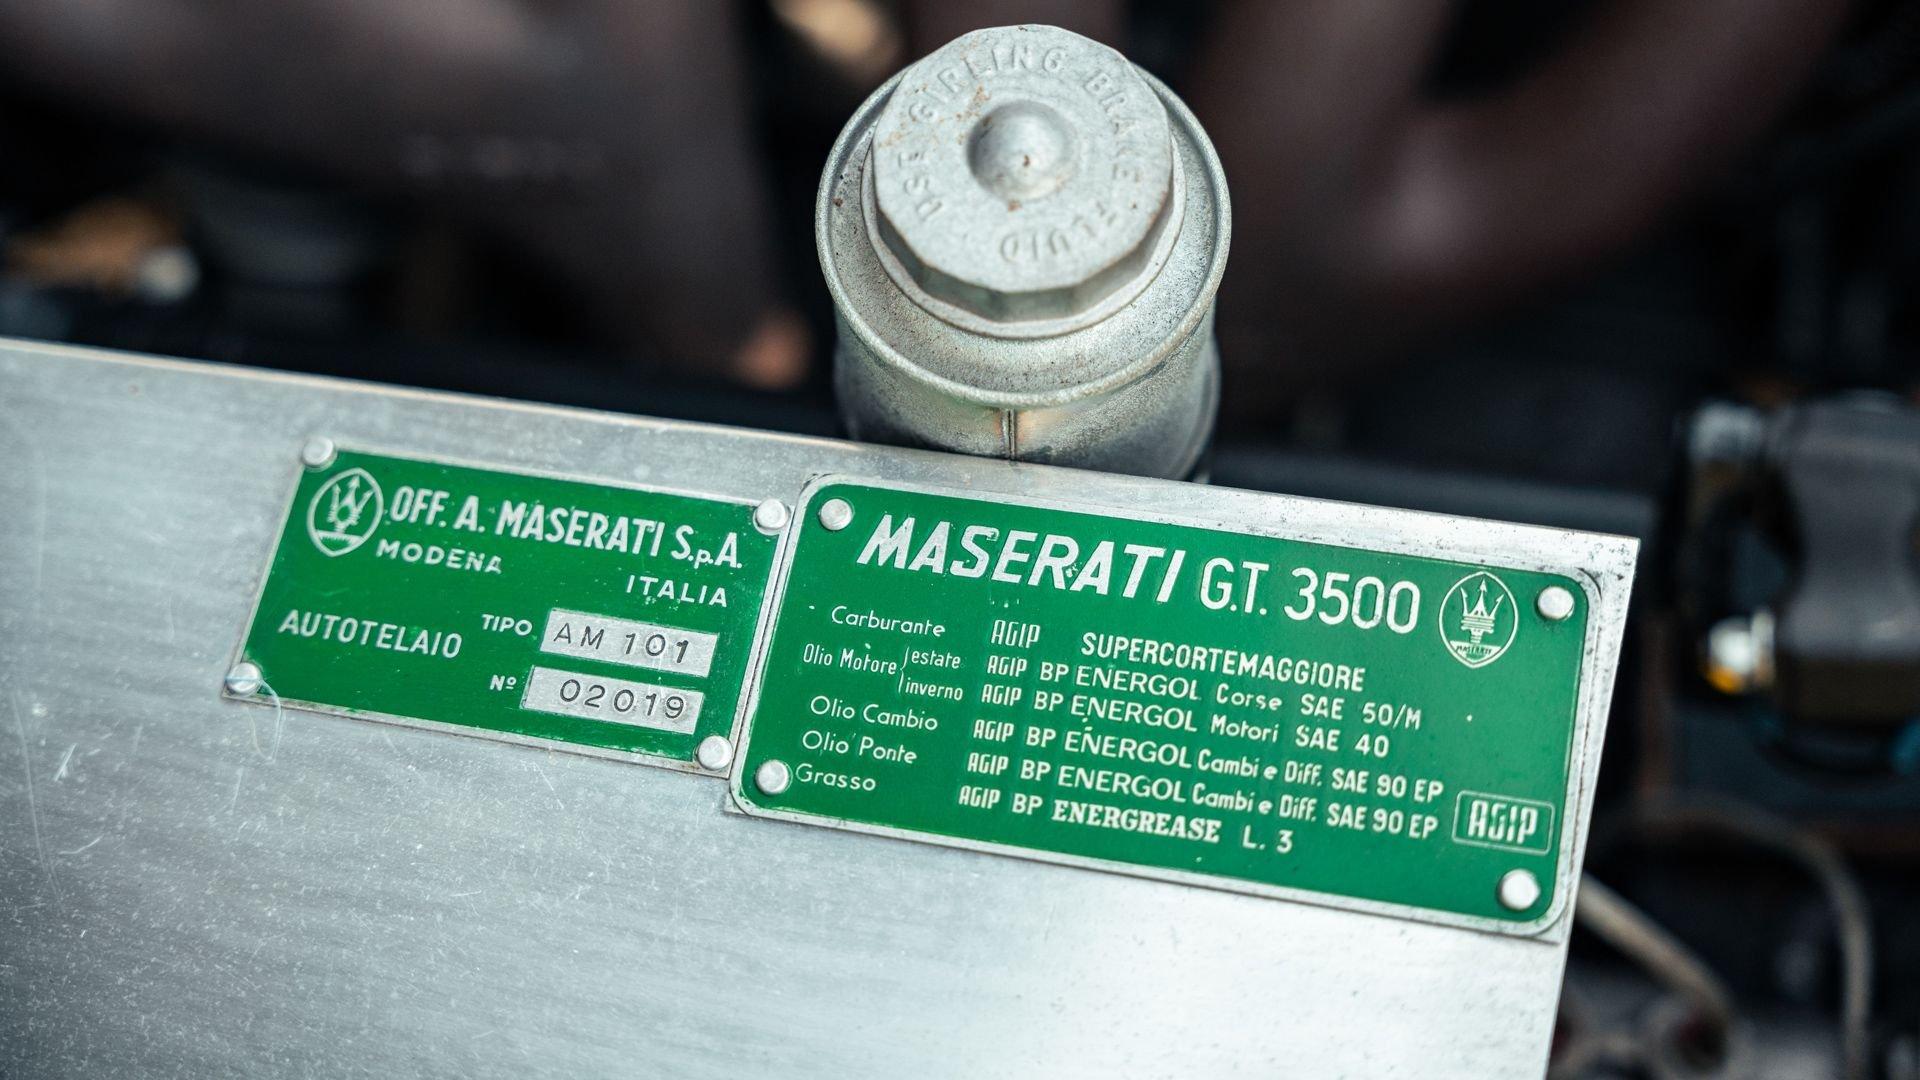 USE GIRLING BRAKE FLUID
OFF. A. MASERATI S.p.A.
MODENA
ITALIA
AUTOTELAIO TIPO AM 101
Nº 02019
MASERATI G.T. 3500
MASERATI
Carburante AGIP SUPERCORTEMAGGIORE
Olio Motore estate AGIP BP ENERGOL Corse SAE 50/M
inverno AGIP BP ENERGOL Motori SAE 40
Olio Cambio AGIP BP ENERGOL Cambi e Diff. SAE 90 EP
Olio Ponte AGIP BP ENERGOL Cambi e Diff. SAE 90 EP
Grasso AGIP BP ENERGREASE L. 3
AGIP